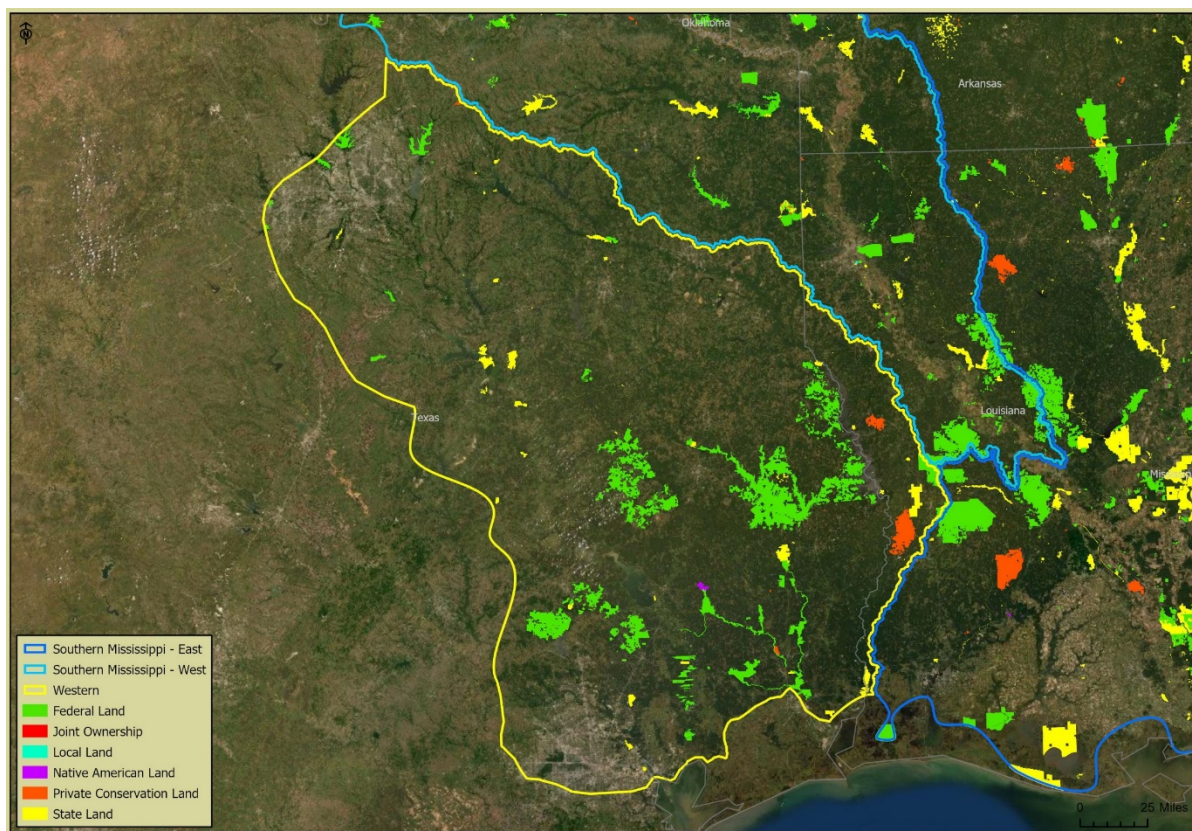 N
Oklahoma
Arkansas
Texas
Louisiana
Mississip
Southern Mississippi - East
Southern Mississippi - West
Western
Federal Land
Joint Ownership
Local Land
Native American Land
Private Conservation Land
State Land
0 25 Miles